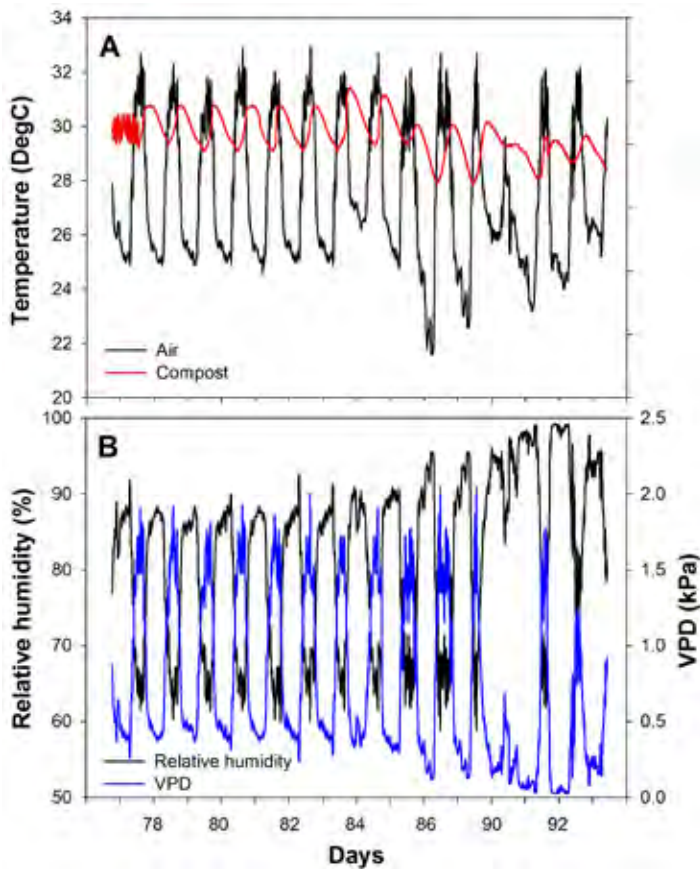 34
A
32
30
28
26
24
22
20
Temperature (DegC)
Air
Compost
100
B
90
80
70
60
50
Relative humidity (%)
2.5
2.0
1.5
1.0
0.5
0.0
VPD (kPa)
Relative humidity
VPD
78 80 82 84 86 90 92
Days